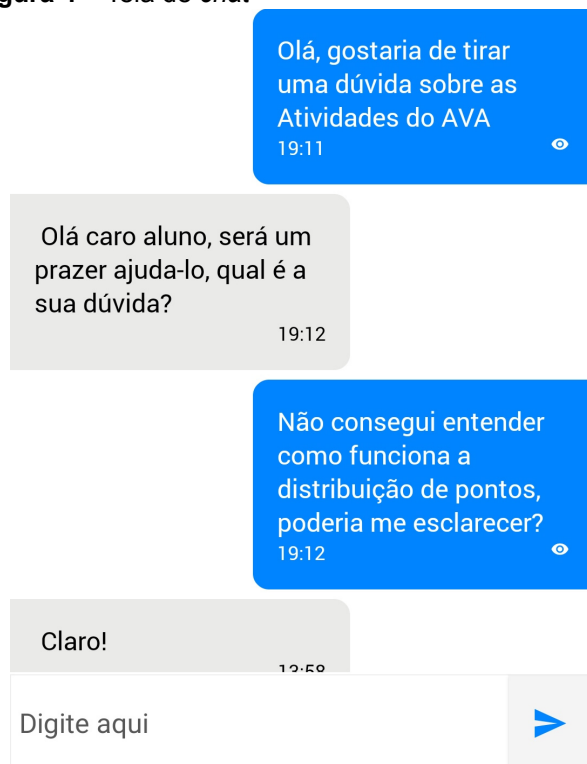 Olá, gostaria de tirar
uma dúvida sobre as
Atividades do AVA
19:11
Olá caro aluno, será um
prazer ajuda-lo, qual é a
sua dúvida?
19:12
Não consegui entender
como funciona a
distribuição de pontos,
poderia me esclarecer?
19:12
Claro!
13:58
Digite aqui